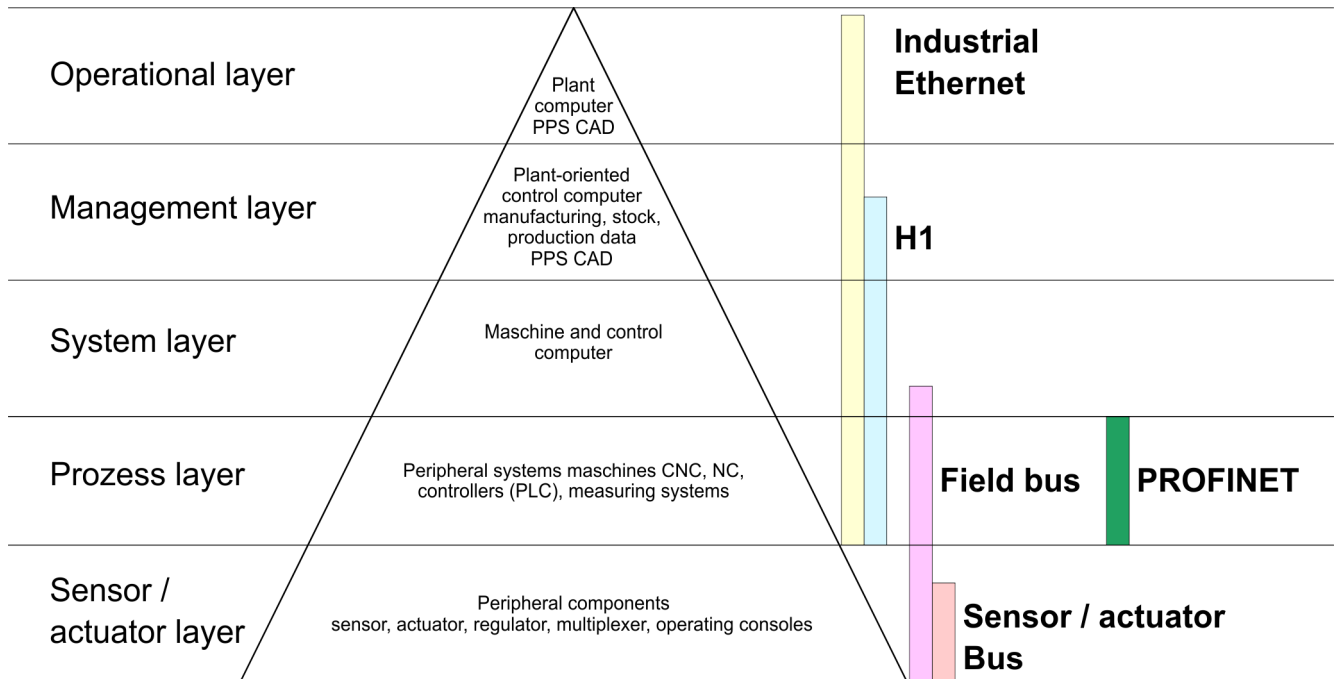 Operational layer
Plant
computer
PPS CAD
Industrial
Ethernet
Management layer
Plant-oriented
control computer
manufacturing, stock,
production data
PPS CAD
H1
System layer
Maschine and control
computer
Prozess layer
Peripheral systems maschines CNC, NC,
controllers (PLC), measuring systems
Field bus
PROFINET
Sensor /
actuator layer
Peripheral components
sensor, actuator, regulator, multiplexer, operating consoles
Sensor / actuator
Bus